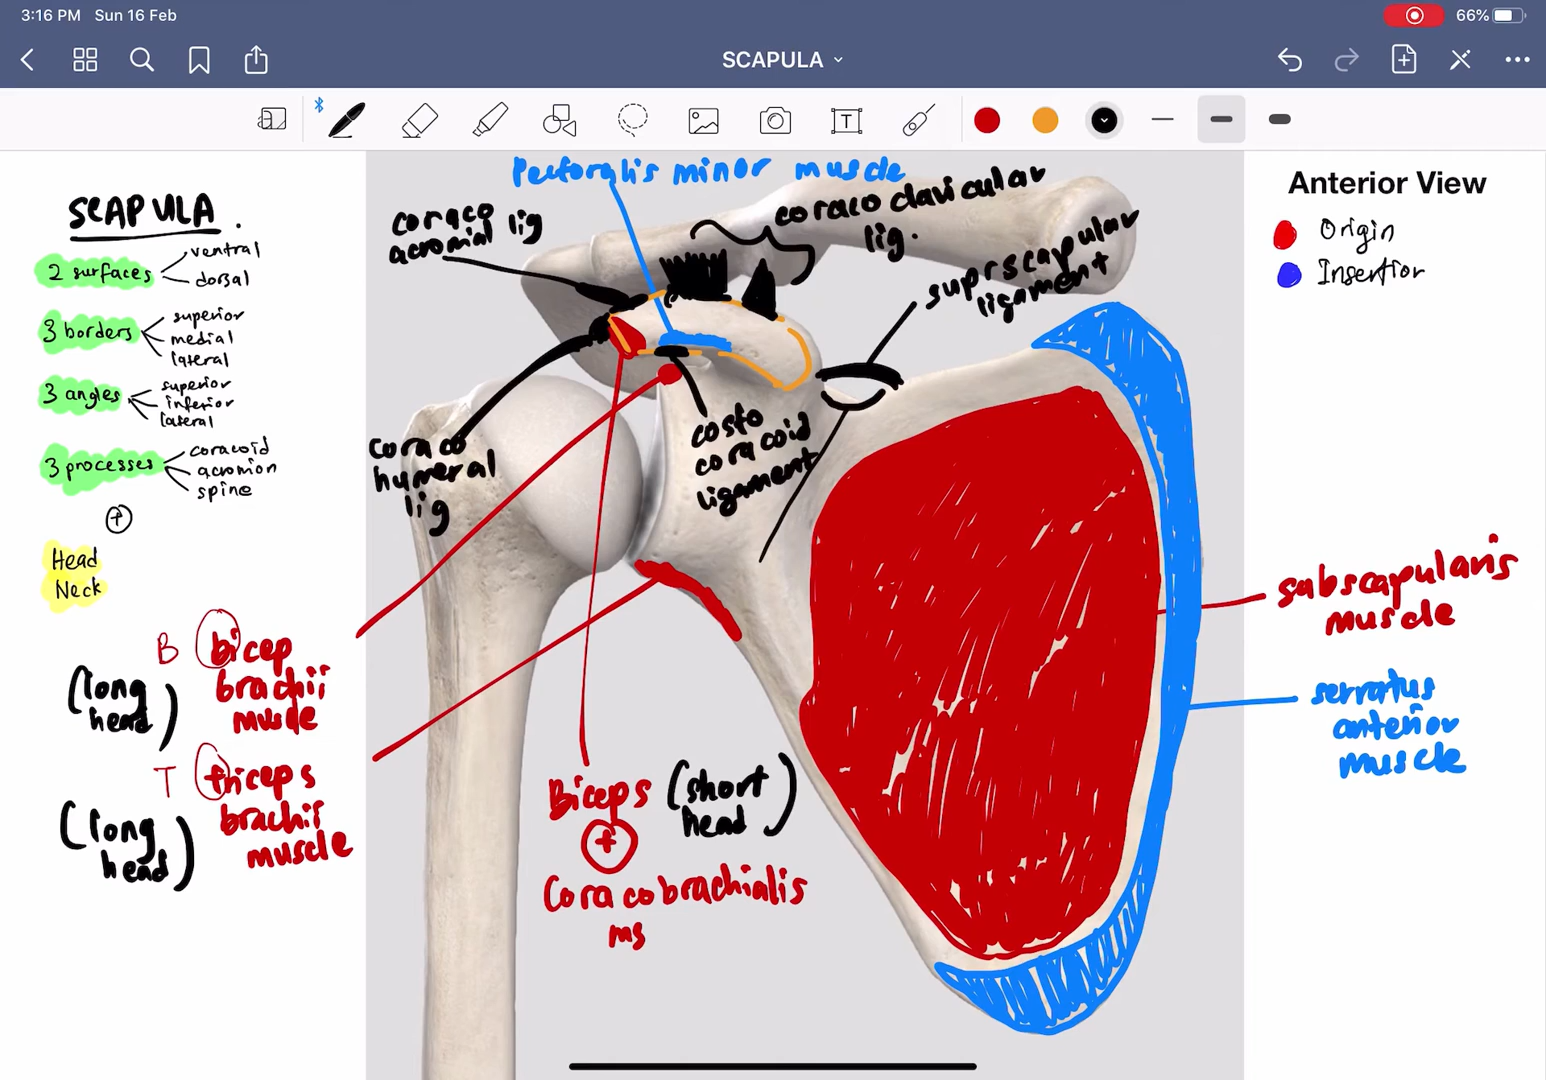 3:16 PM Sun 16 Feb
66%
SCAPULA
T
SCAPULA.
2 surfaces
ventral
dorsal
3 borders
superior
medial
lateral
3 angles
superior
inferior
lateral
3 processes
coracoid
acromion
spine
+
Head
Neck
B bicep
brachii
muscle
(long
head)
T triceps
brachii
muscle
(long
head)
Pectoralis minor muscle
coraco
acromial lig
coraco clavicular
lig.
suprscapular
ligament
coraco
humeral
lig
costo
coracoid
ligament
Biceps (short
head)
+
Coracobrachialis
ms
Anterior View
Origin
Insertion
subscapularis
muscle
serratus
anterior
muscle